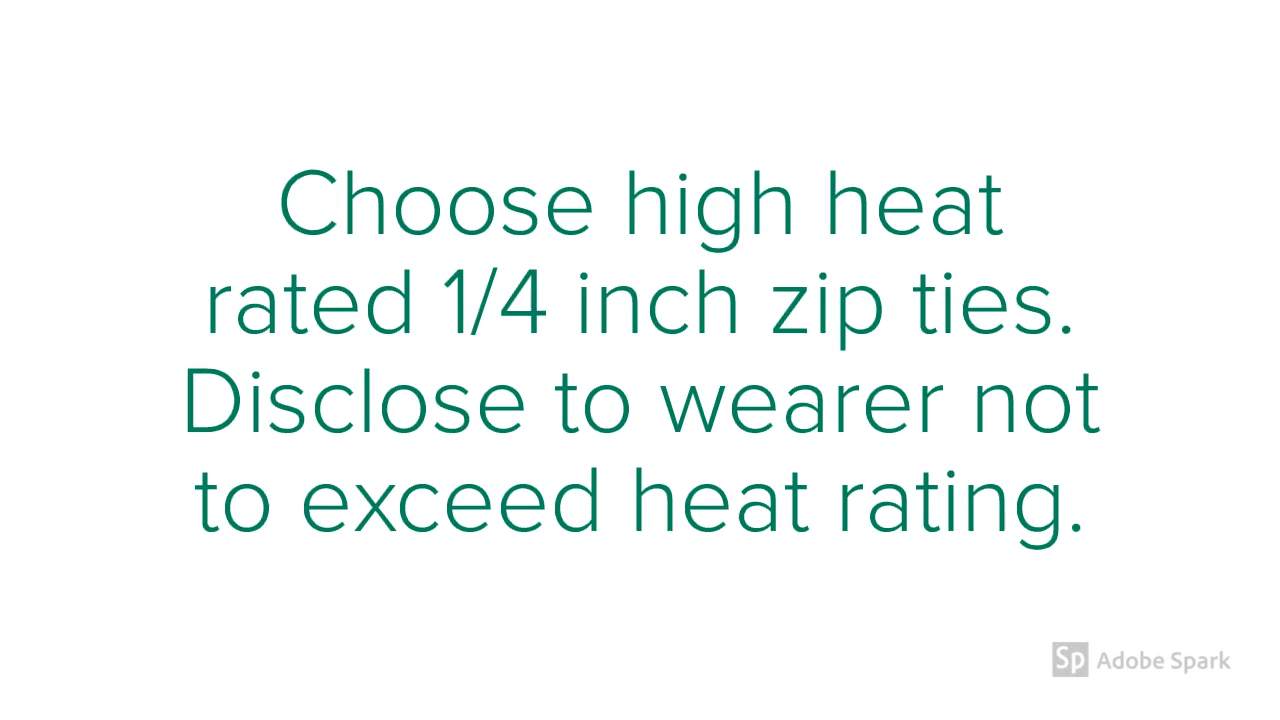 Choose high heat
rated 1/4 inch zip ties.
Disclose to wearer not
to exceed heat rating.
Sp Adobe Spark